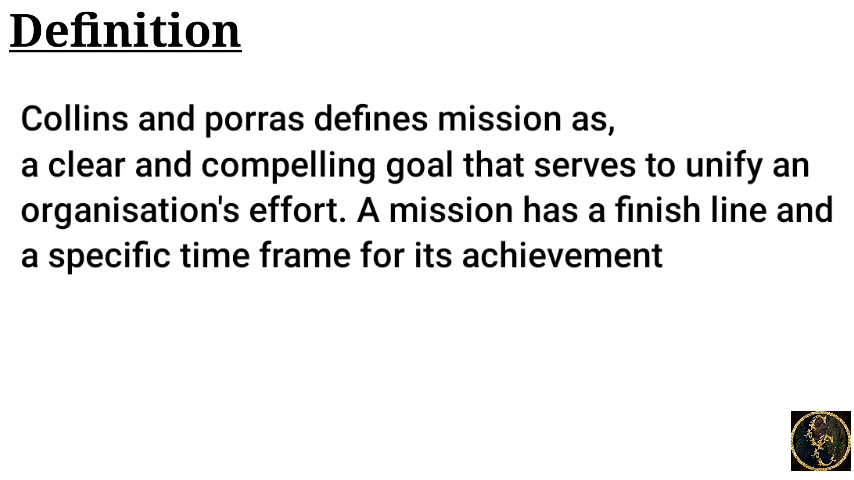 Definition
Collins and porras defines mission as,
a clear and compelling goal that serves to unify an
organisation's effort. A mission has a finish line and
a specific time frame for its achievement